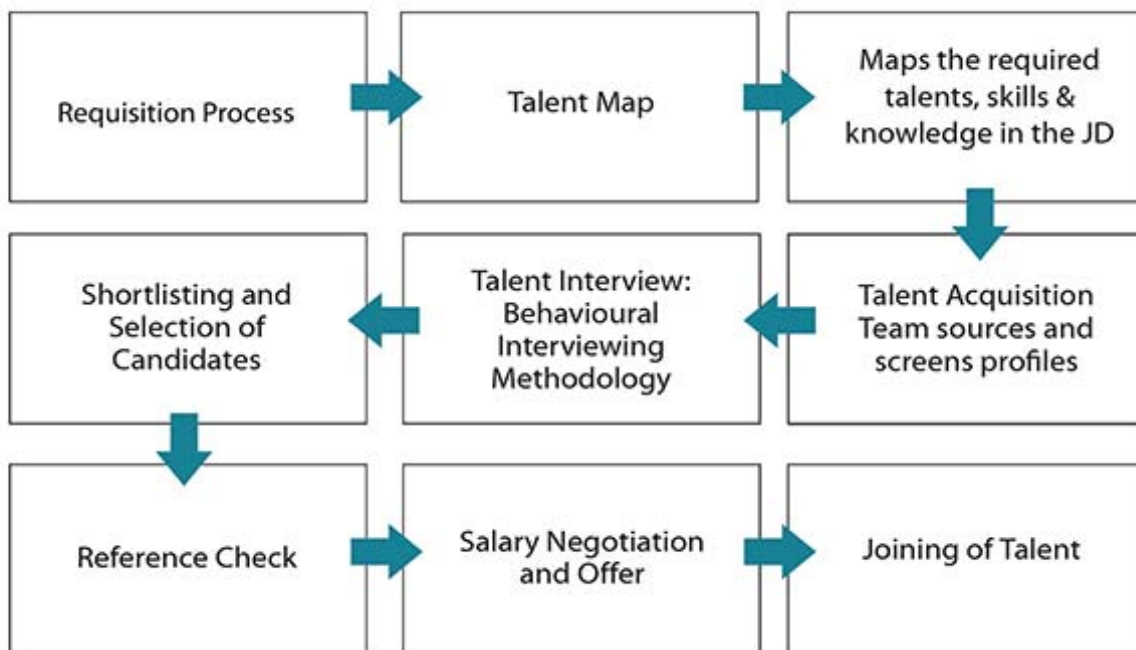 Requisition Process
Talent Map
Maps the required
talents, skills &
knowledge in the JD
Shortlisting and
Selection of
Candidates
Talent Interview:
Behavioural
Interviewing
Methodology
Talent Acquisition
Team sources and
screens profiles
Reference Check
Salary Negotiation
and Offer
Joining of Talent